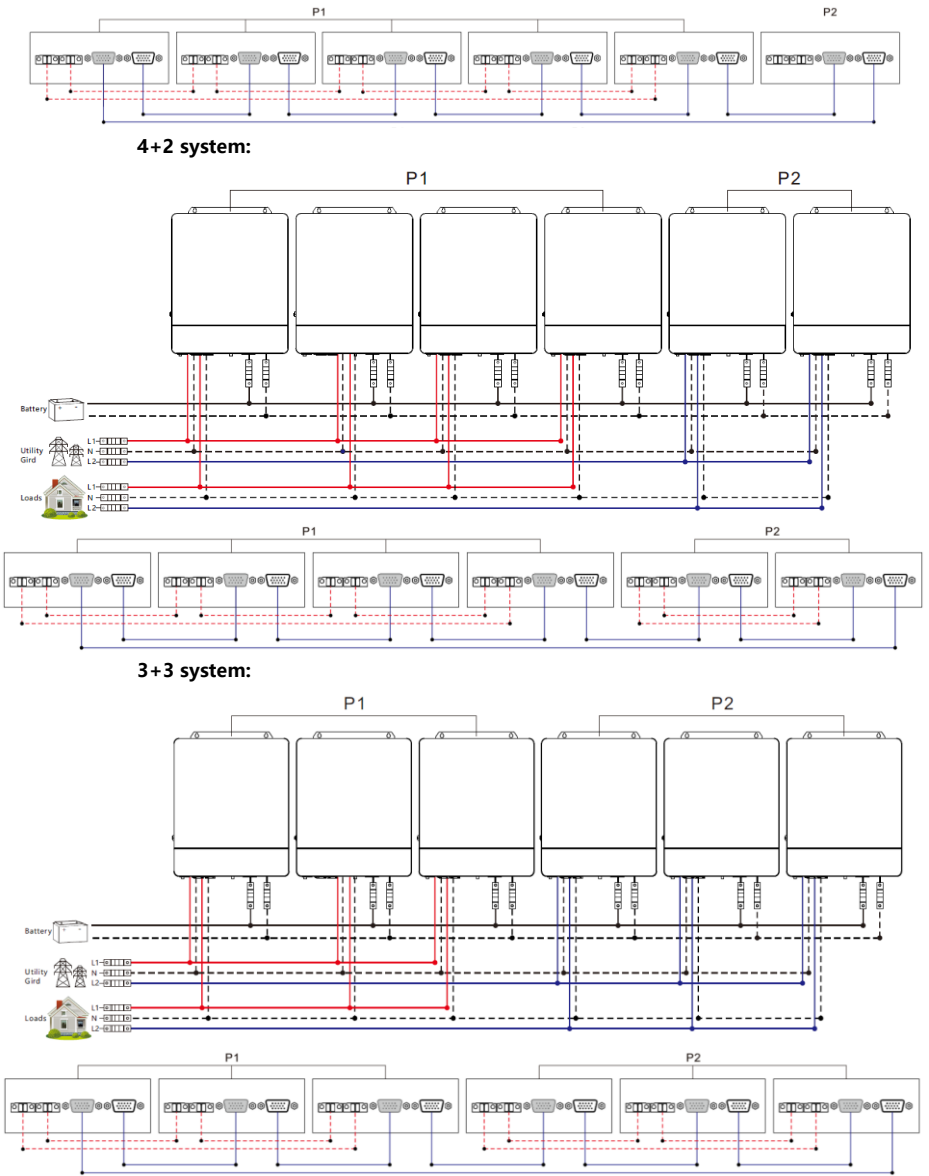 P1 P2
4+2 system:
P1 P2
Battery
L1
Utility N
Gird L2
L1
Loads N
L2
P1 P2
3+3 system:
P1 P2
Battery
L1
Utility N
Gird L2
L1
Loads N
L2
P1 P2